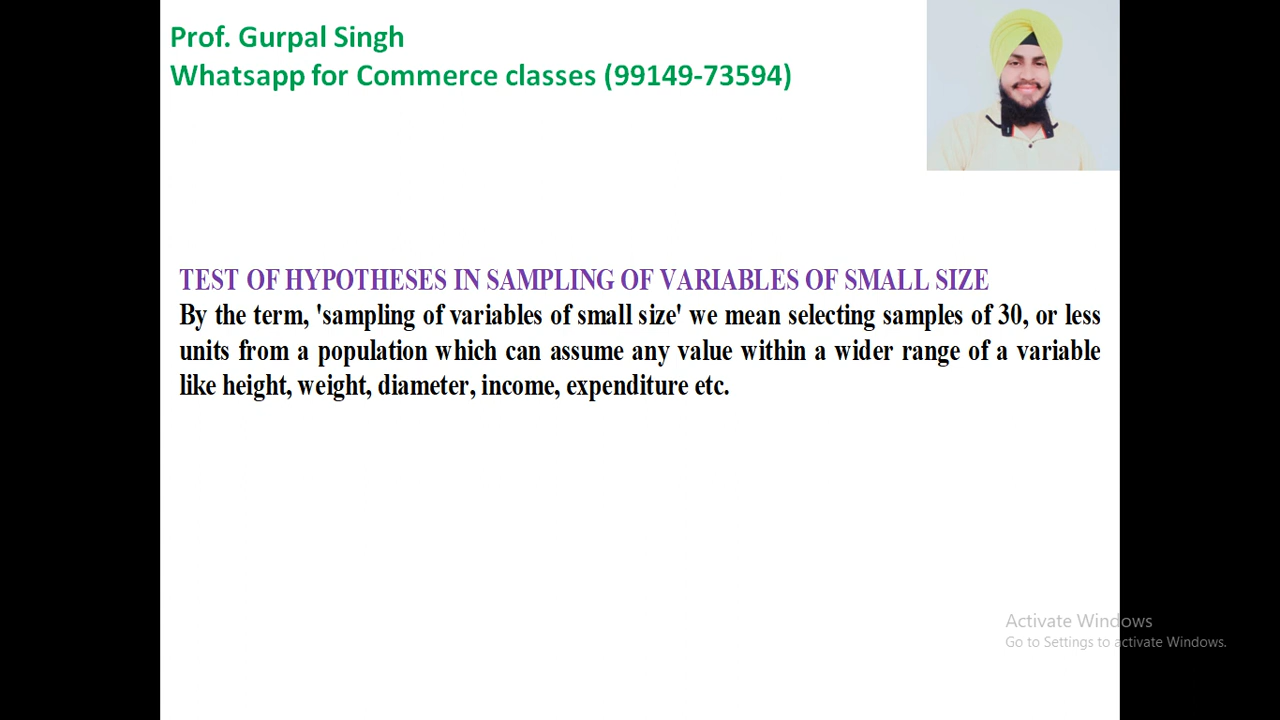 Prof. Gurpal Singh
Whatsapp for Commerce classes (99149-73594)
TEST OF HYPOTHESES IN SAMPLING OF VARIABLES OF SMALL SIZE
By the term, 'sampling of variables of small size' we mean selecting samples of 30, or less
units from a population which can assume any value within a wider range of a variable
like height, weight, diameter, income, expenditure etc.
Activate Windows
Go to Settings to activate Windows.